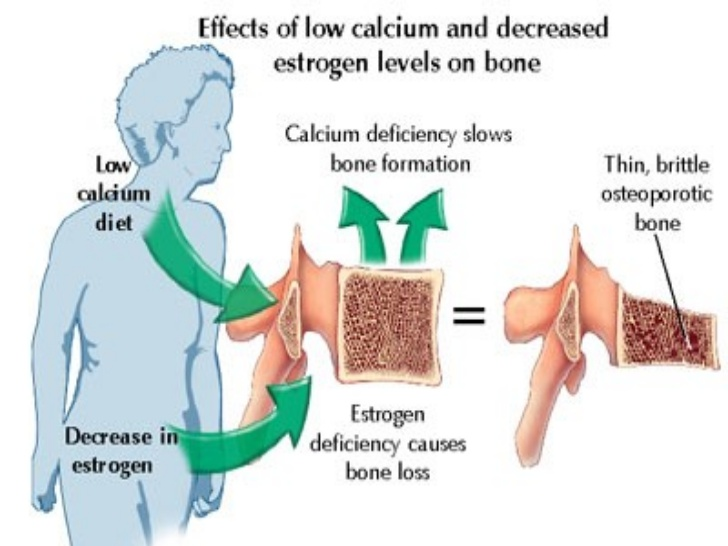 Effects of low calcium and decreased
estrogen levels on bone
Calcium deficiency slows
bone formation
Low
calcium
diet
Thin, brittle
osteoporotic
bone
=
Decrease in
estrogen
Estrogen
deficiency causes
bone loss